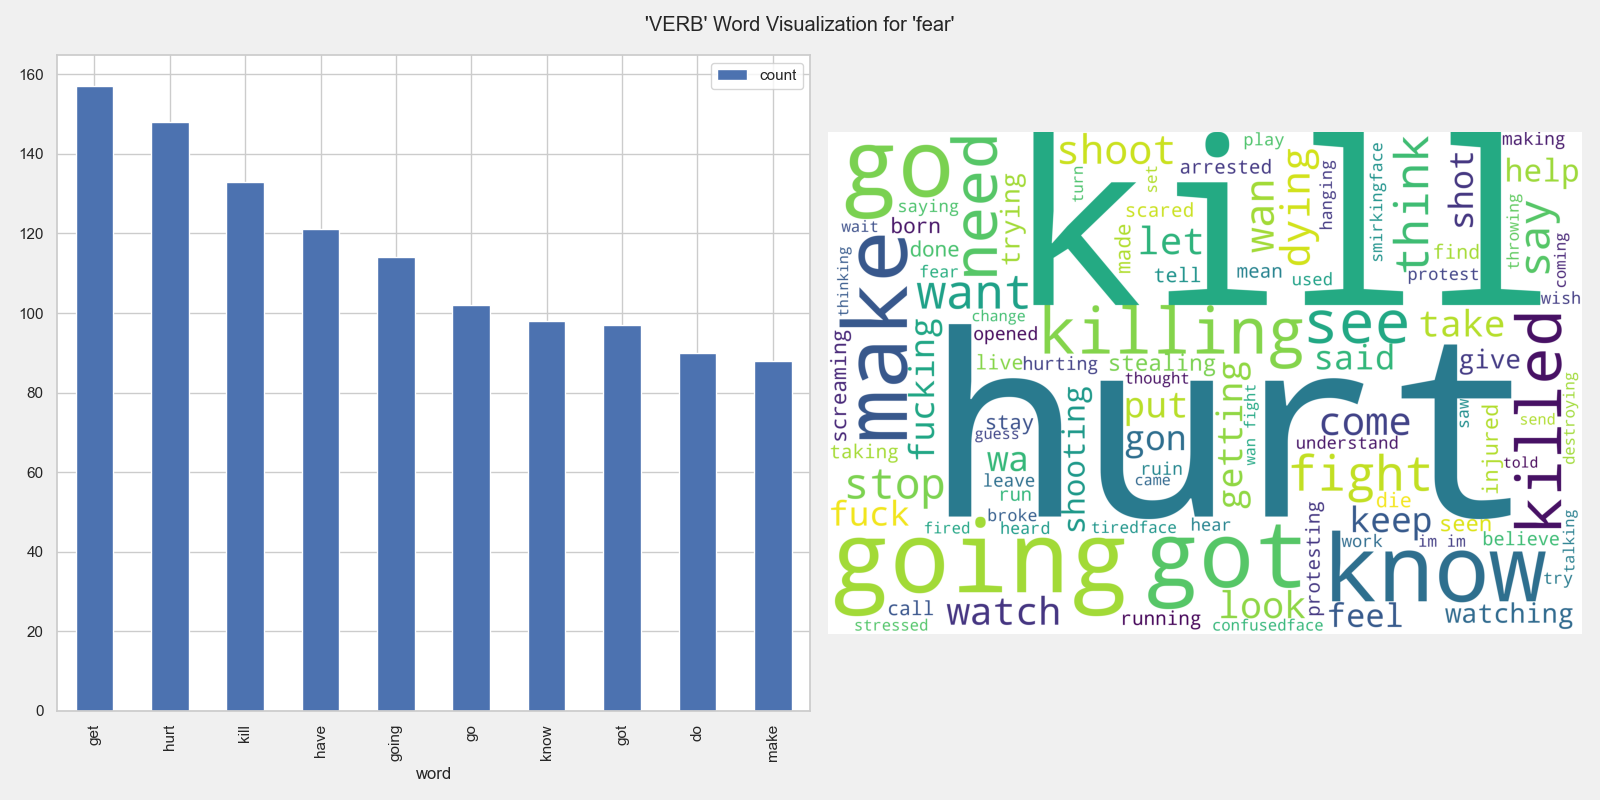 'VERB' Word Visualization for 'fear'
count
160
140
120
100
80
60
40
20
0
get
hurt
kill
have
going
go
know
got
do
make
word
go
need
kill
shoot
play
making
turn
set
arrested
wan
dying
hanging
smirkingface
think
shot
help
saying
trying
scared
wait
born
made
let
throwing
say
coming
done
find
fear
tell
mean
used
protest
thinking
make
want
wish
change
opened
killing
see
take
killed
screaming
fucking
live
hurting
stealing
said
give
thought
hurt
shooting
put
getting
wan fight
come
saw
injured
send
destroying
stay
guess
gon
understand
taking
wa
ruin
told
stop
leave
came
fight
run
die
fuck
broke
keep
seen
fired
heard
tiredface
hear
going
got
protesting
work
im im
believe
talking
know
try
call
watch
running
look
feel
watching
stressed
confusedface